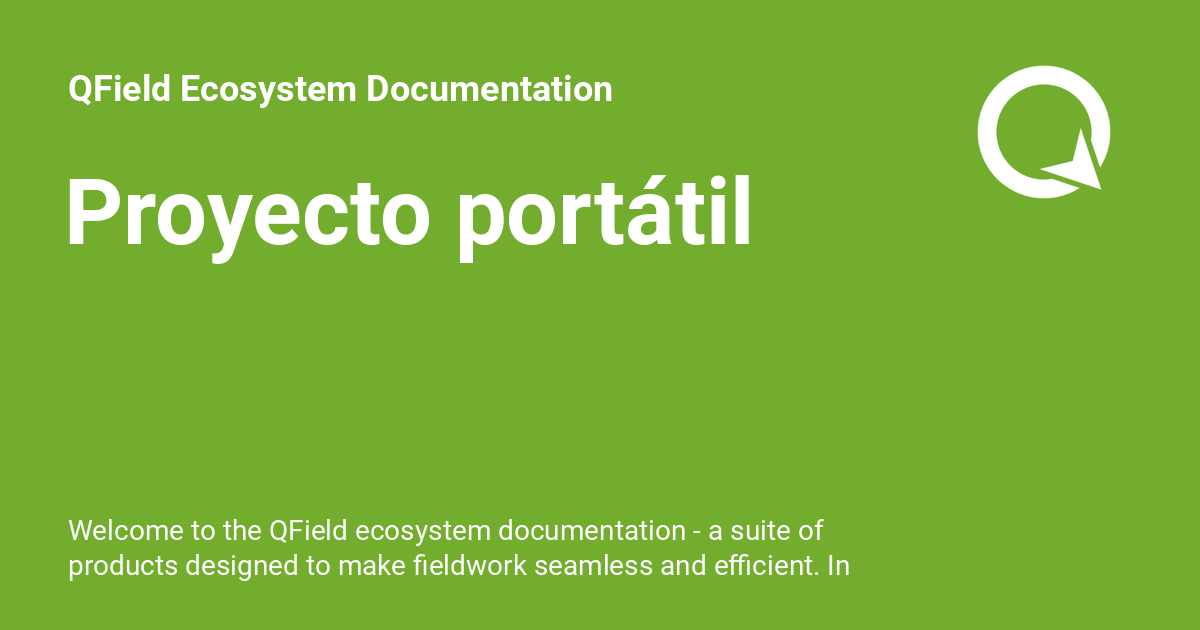 QField Ecosystem Documentation
Proyecto portátil
Welcome to the QField ecosystem documentation - a suite of
products designed to make fieldwork seamless and efficient. In